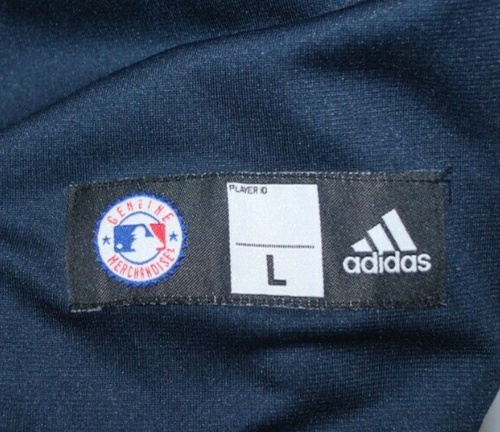 GENUINE
MERCHANDISE
PLAYER ID
L
adidas